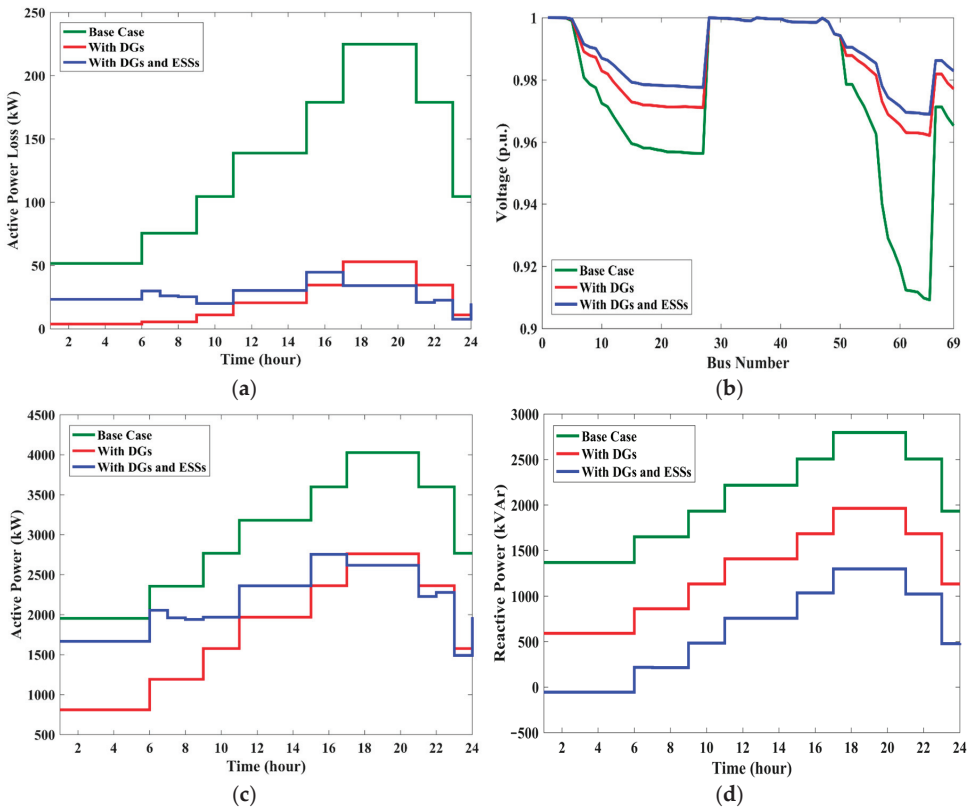 250
200
150
100
50
0
Active Power Loss (kW)
Base Case
With DGs
With DGs and ESSs
2 4 6 8 10 12 14 16 18 20 22 24
Time (hour)
(a)
1
0.98
0.96
0.94
0.92
0.9
Voltage (p.u.)
Base Case
With DGs
With DGs and ESSs
0 10 20 30 40 50 60 69
Bus Number
(b)
4500
4000
3500
3000
2500
2000
1500
1000
500
Active Power (kW)
Base Case
With DGs
With DGs and ESSs
2 4 6 8 10 12 14 16 18 20 22 24
Time (hour)
(c)
3000
2500
2000
1500
1000
500
0
−500
Reactive Power (kVAr)
Base Case
With DGs
With DGs and ESSs
2 4 6 8 10 12 14 16 18 20 22 24
Time (hour)
(d)